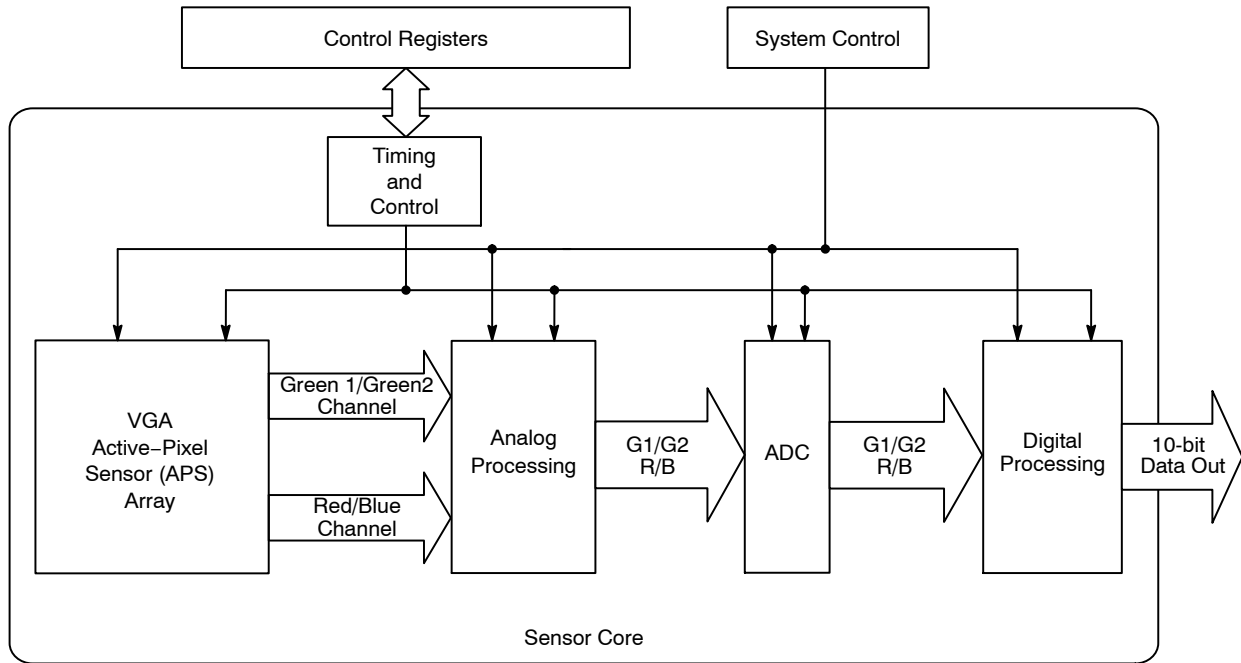 Control Registers
System Control
Timing
and
Control
VGA
Active−Pixel
Sensor (APS)
Array
Green 1/Green2
Channel
Red/Blue
Channel
Analog
Processing
G1/G2
R/B
ADC
G1/G2
R/B
Digital
Processing
10-bit
Data Out
Sensor Core